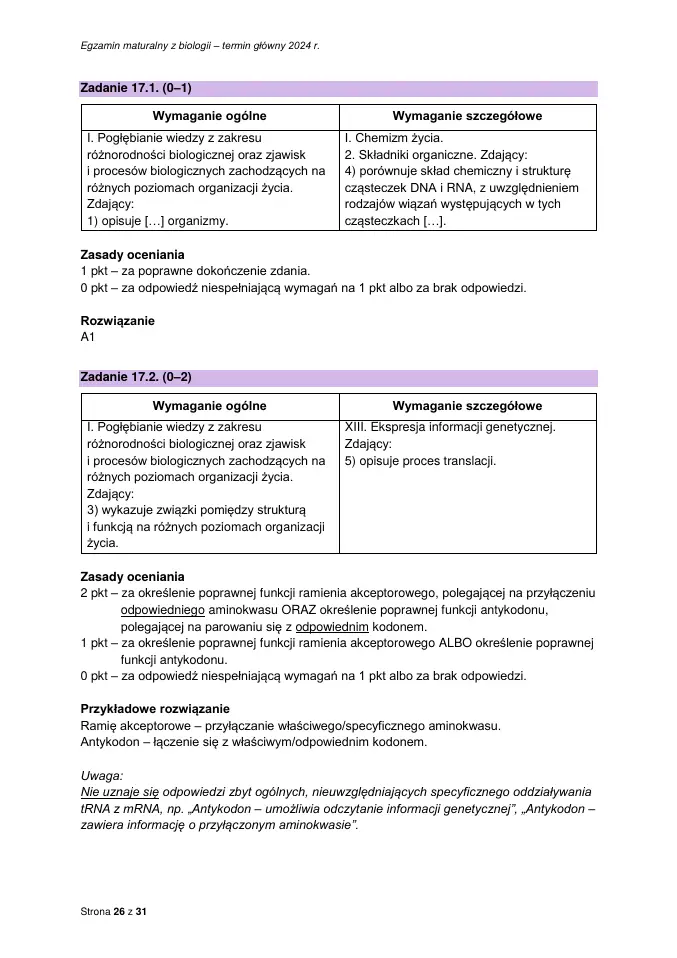 Egzamin maturalny z biologii – termin główny 2024 r.
Zadanie 17.1. (0–1)
Wymaganie ogólne
Wymaganie szczegółowe
I. Pogłębianie wiedzy z zakresu
różnorodności biologicznej oraz zjawisk
i procesów biologicznych zachodzących na
różnych poziomach organizacji życia.
Zdający:
1) opisuje […] organizmy.
I. Chemizm życia.
2. Składniki organiczne. Zdający:
4) porównuje skład chemiczny i strukturę
cząsteczek DNA i RNA, z uwzględnieniem
rodzajów wiązań występujących w tych
cząsteczkach […].
Zasady oceniania
1 pkt – za poprawne dokończenie zdania.
0 pkt – za odpowiedź niespełniającą wymagań na 1 pkt albo za brak odpowiedzi.
Rozwiązanie
A1
Zadanie 17.2. (0–2)
Wymaganie ogólne
Wymaganie szczegółowe
I. Pogłębianie wiedzy z zakresu
różnorodności biologicznej oraz zjawisk
i procesów biologicznych zachodzących na
różnych poziomach organizacji życia.
Zdający:
3) wykazuje związki pomiędzy strukturą
i funkcją na różnych poziomach organizacji
życia.
XIII. Ekspresja informacji genetycznej.
Zdający:
5) opisuje proces translacji.
Zasady oceniania
2 pkt – za określenie poprawnej funkcji ramienia akceptorowego, polegającej na przyłączeniu
odpowiedniego aminokwasu ORAZ określenie poprawnej funkcji antykodonu,
polegającej na parowaniu się z odpowiednim kodonem.
1 pkt – za określenie poprawnej funkcji ramienia akceptorowego ALBO określenie poprawnej
funkcji antykodonu.
0 pkt – za odpowiedź niespełniającą wymagań na 1 pkt albo za brak odpowiedzi.
Przykładowe rozwiązanie
Ramię akceptorowe – przyłączanie właściwego/specyficznego aminokwasu.
Antykodon – łączenie się z właściwym/odpowiednim kodonem.
Uwaga:
Nie uznaje się odpowiedzi zbyt ogólnych, nieuwzględniających specyficznego oddziaływania
tRNA z mRNA, np. „Antykodon – umożliwia odczytanie informacji genetycznej”, „Antykodon –
zawiera informację o przyłączonym aminokwasie”.
Strona 26 z 31